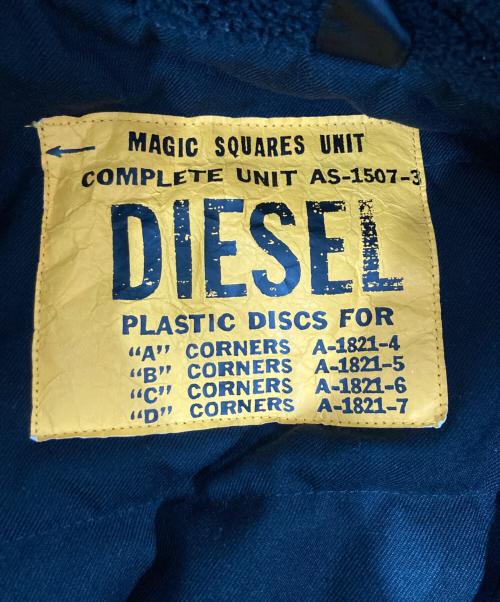 MAGIC SQUARES UNIT
COMPLETE UNIT AS-1507-3
DIESEL
PLASTIC DISCS FOR
"A" CORNERS A-1821-4
"B" CORNERS A-1821-5
"C" CORNERS A-1821-6
"D" CORNERS A-1821-7